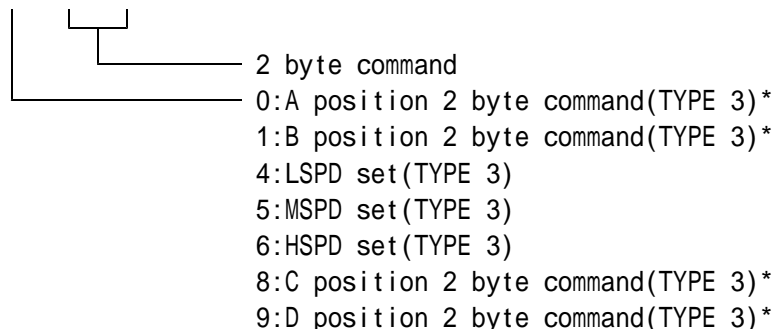 2 byte command
0:A position 2 byte command(TYPE 3)*
1:B position 2 byte command(TYPE 3)*
4:LSPD set(TYPE 3)
5:MSPD set(TYPE 3)
6:HSPD set(TYPE 3)
8:C position 2 byte command(TYPE 3)*
9:D position 2 byte command(TYPE 3)*